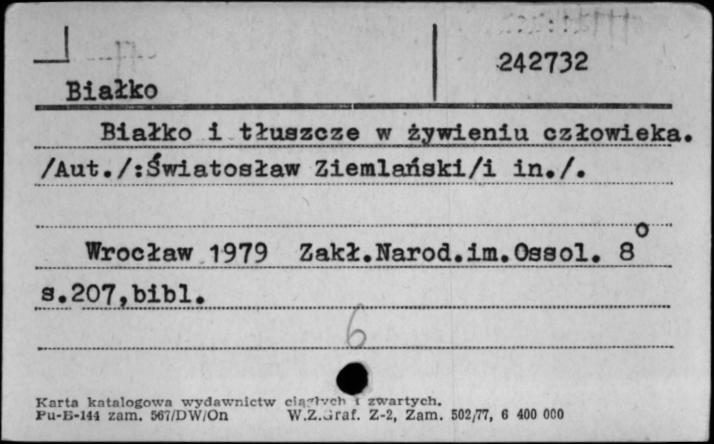 242732
Białko
Białko i tłuszcze w żywieniu człowieka.
/Aut./:Światosław Ziemlański/i in./.
Wrocław 1979 Zakł.Narod.im.Ossol. 8o
s.207,bibl.
6
Karta katalogowa wydawnictw ciągłych i zwartych.
Pu-B-144 zam. 567/DW/On W.Z.Graf. Z-2, Zam. 502/77, 6 400 000